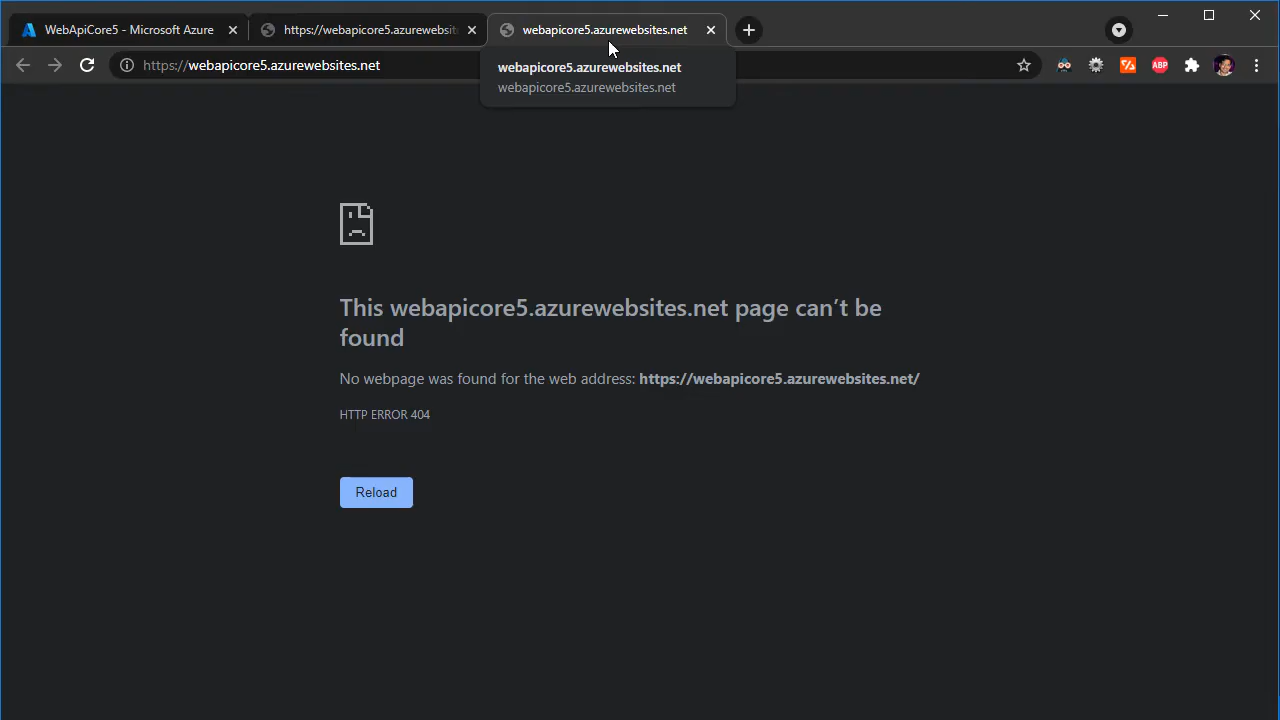 WebApiCore5 - Microsoft Azure
https://webapicore5.azurewebsit
webapicore5.azurewebsites.net
https://webapicore5.azurewebsites.net
webapicore5.azurewebsites.net
webapicore5.azurewebsites.net
ABP
This webapicore5.azurewebsites.net page can’t be
found
No webpage was found for the web address: https://webapicore5.azurewebsites.net/
HTTP ERROR 404
Reload